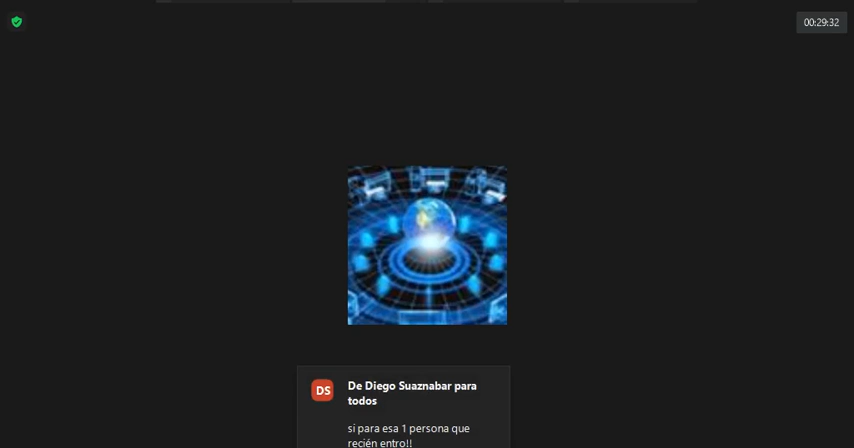 00:29:32
DS
De Diego Suaznabar para
todos
si para esa 1 persona que
recién entro!!